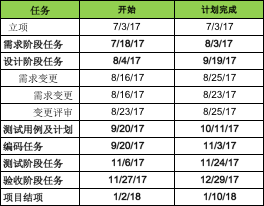 任务 开始 计划完成
立项 7/3/17 7/3/17
需求阶段任务 7/18/17 8/3/17
设计阶段任务 8/4/17 9/19/17
需求变更 8/16/17 8/25/17
需求变更 8/16/17 8/23/17
变更评审 8/23/17 8/25/17
测试用例及计划 9/20/17 10/11/17
编码任务 9/20/17 11/3/17
测试阶段任务 11/6/17 11/24/17
验收阶段任务 11/27/17 12/29/17
项目结项 1/2/18 1/10/18